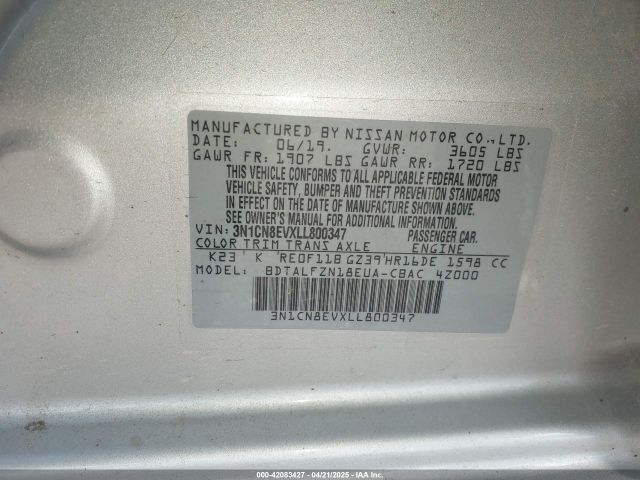 MANUFACTURED BY NISSAN MOTOR CO.,LTD.
DATE: 06/19. GVWR: 3605 LBS
GAWR FR: 1907 LBS GAWR RR: 1720 LBS
THIS VEHICLE CONFORMS TO ALL APPLICABLE FEDERAL MOTOR
VEHICLE SAFETY, BUMPER AND THEFT PREVENTION STANDARDS
IN EFFECT ON THE DATE OF MANUFACTURE SHOWN ABOVE.
SEE OWNER'S MANUAL FOR ADDITIONAL INFORMATION.
VIN: 3N1CN8EVXLL800347 PASSENGER CAR.
COLOR TRIM TRANS AXLE ENGINE
K23 K RE0F11B GZ39 HR16DE 1598 CC
MODEL: BDTALFZN18EUA-CBAC 4Z000
3N1CN8EVXLL800347
000-42083427 - 04/21/2025 - IAAI.COM